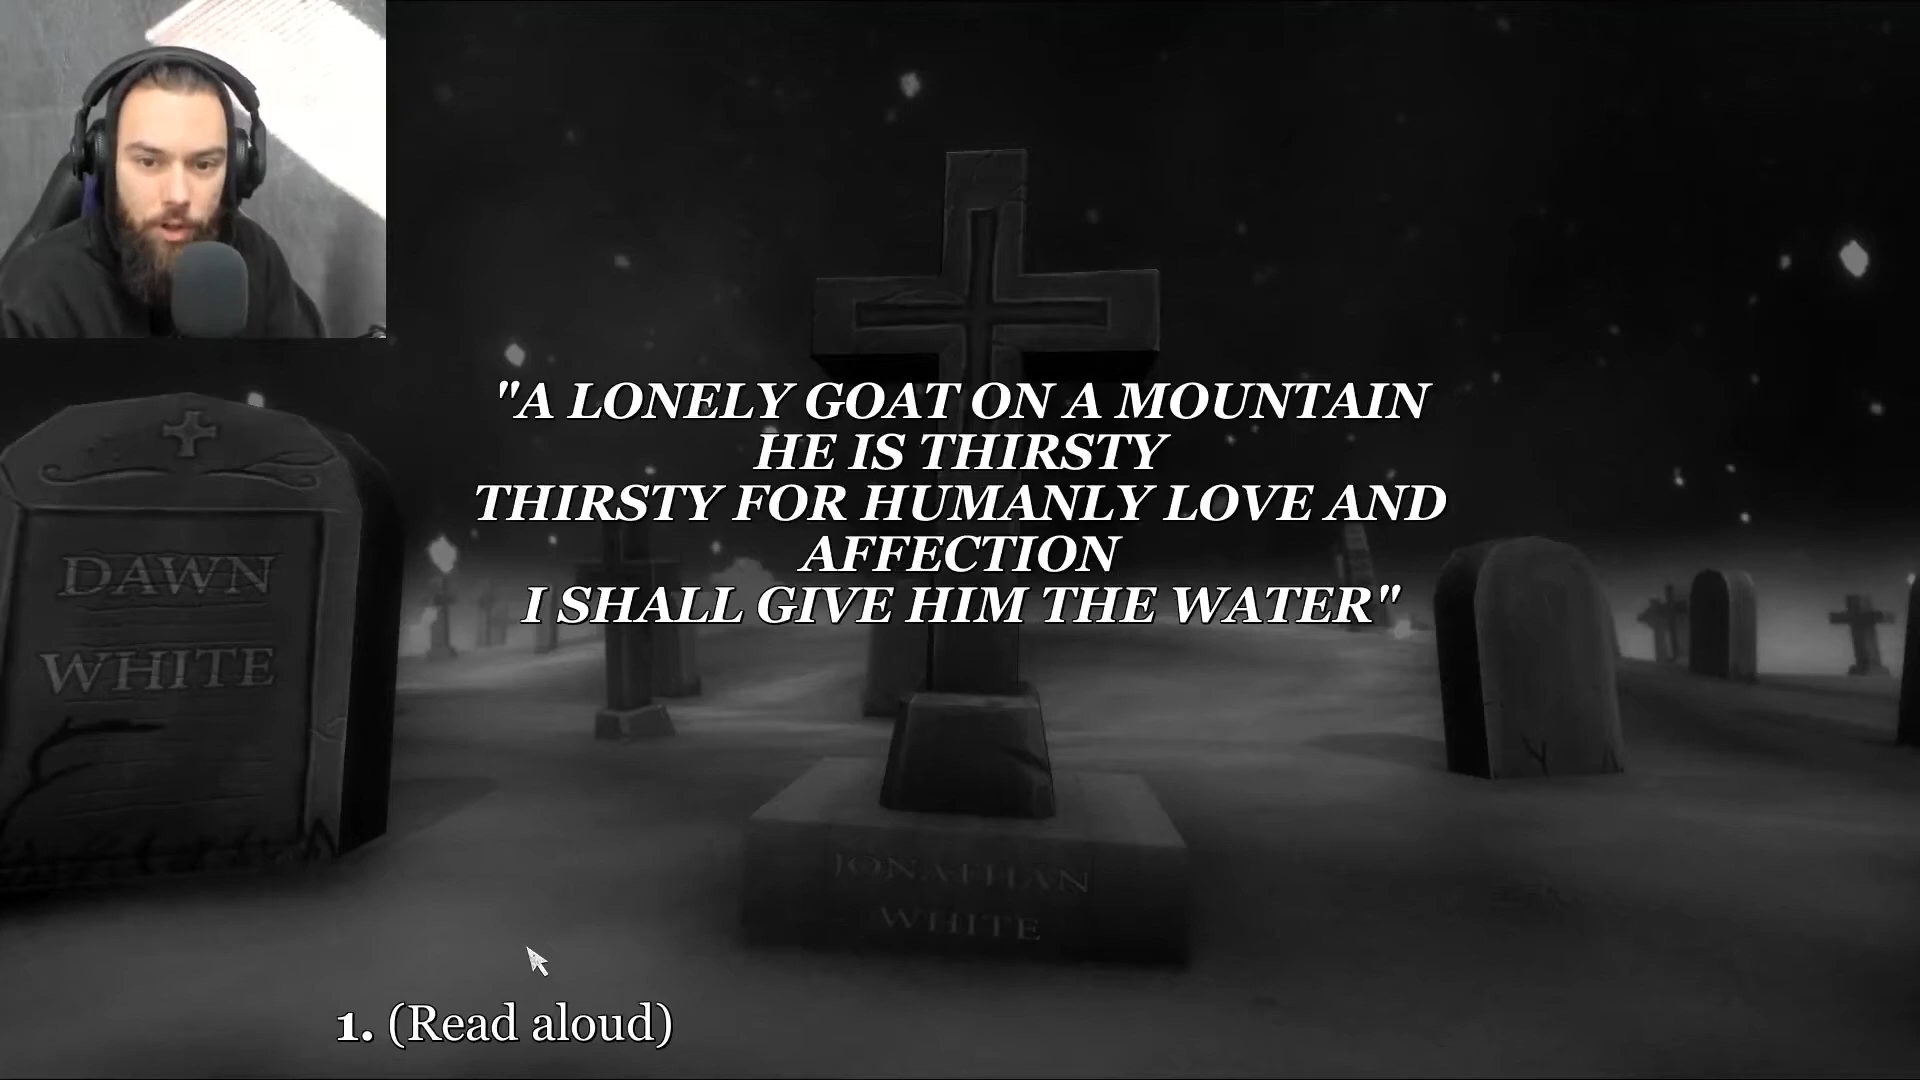 "A LONELY GOAT ON A MOUNTAIN
HE IS THIRSTY
THIRSTY FOR HUMANLY LOVE AND
AFFECTION
I SHALL GIVE HIM THE WATER"
DAWN
WHITE
JONATHAN
WHITE
1. (Read aloud)